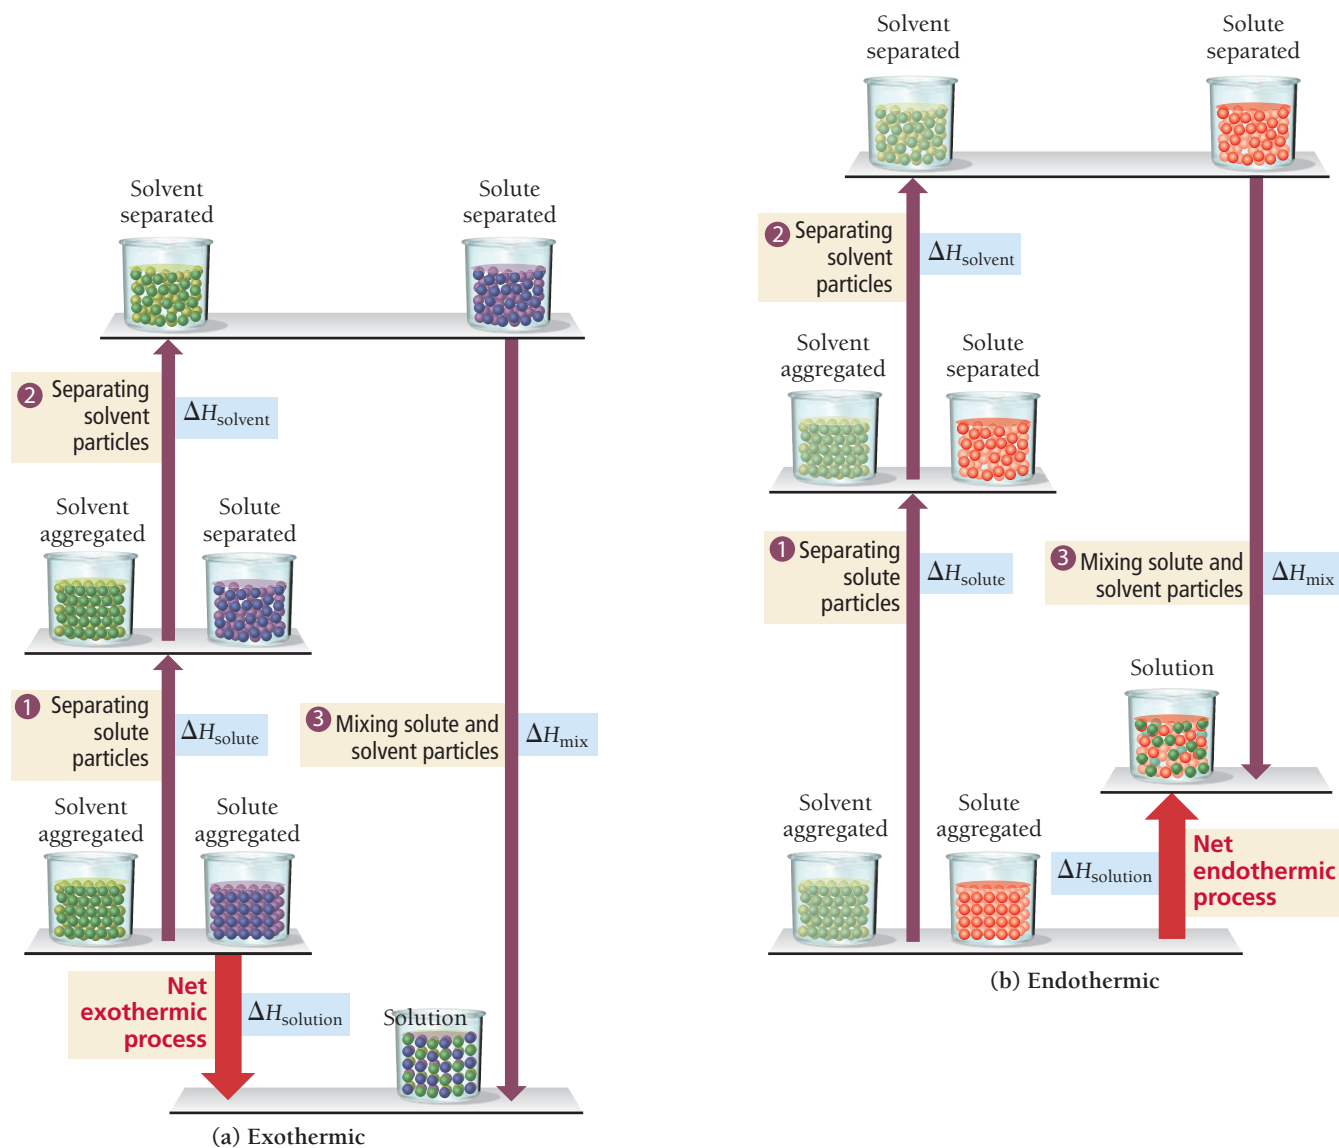 Solvent
separated
Solute
separated
2 Separating
solvent
particles
ΔHsolvent
Solvent
aggregated
Solute
separated
1 Separating
solute
particles
ΔHsolute
3 Mixing solute and
solvent particles
ΔHmix
Solvent
aggregated
Solute
aggregated
Net
exothermic
process
ΔHsolution
Solution
(a) Exothermic
Solvent
separated
Solute
separated
2 Separating
solvent
particles
ΔHsolvent
Solvent
aggregated
Solute
separated
1 Separating
solute
particles
ΔHsolute
3 Mixing solute and
solvent particles
ΔHmix
Solution
Solvent
aggregated
Solute
aggregated
ΔHsolution
Net
endothermic
process
(b) Endothermic